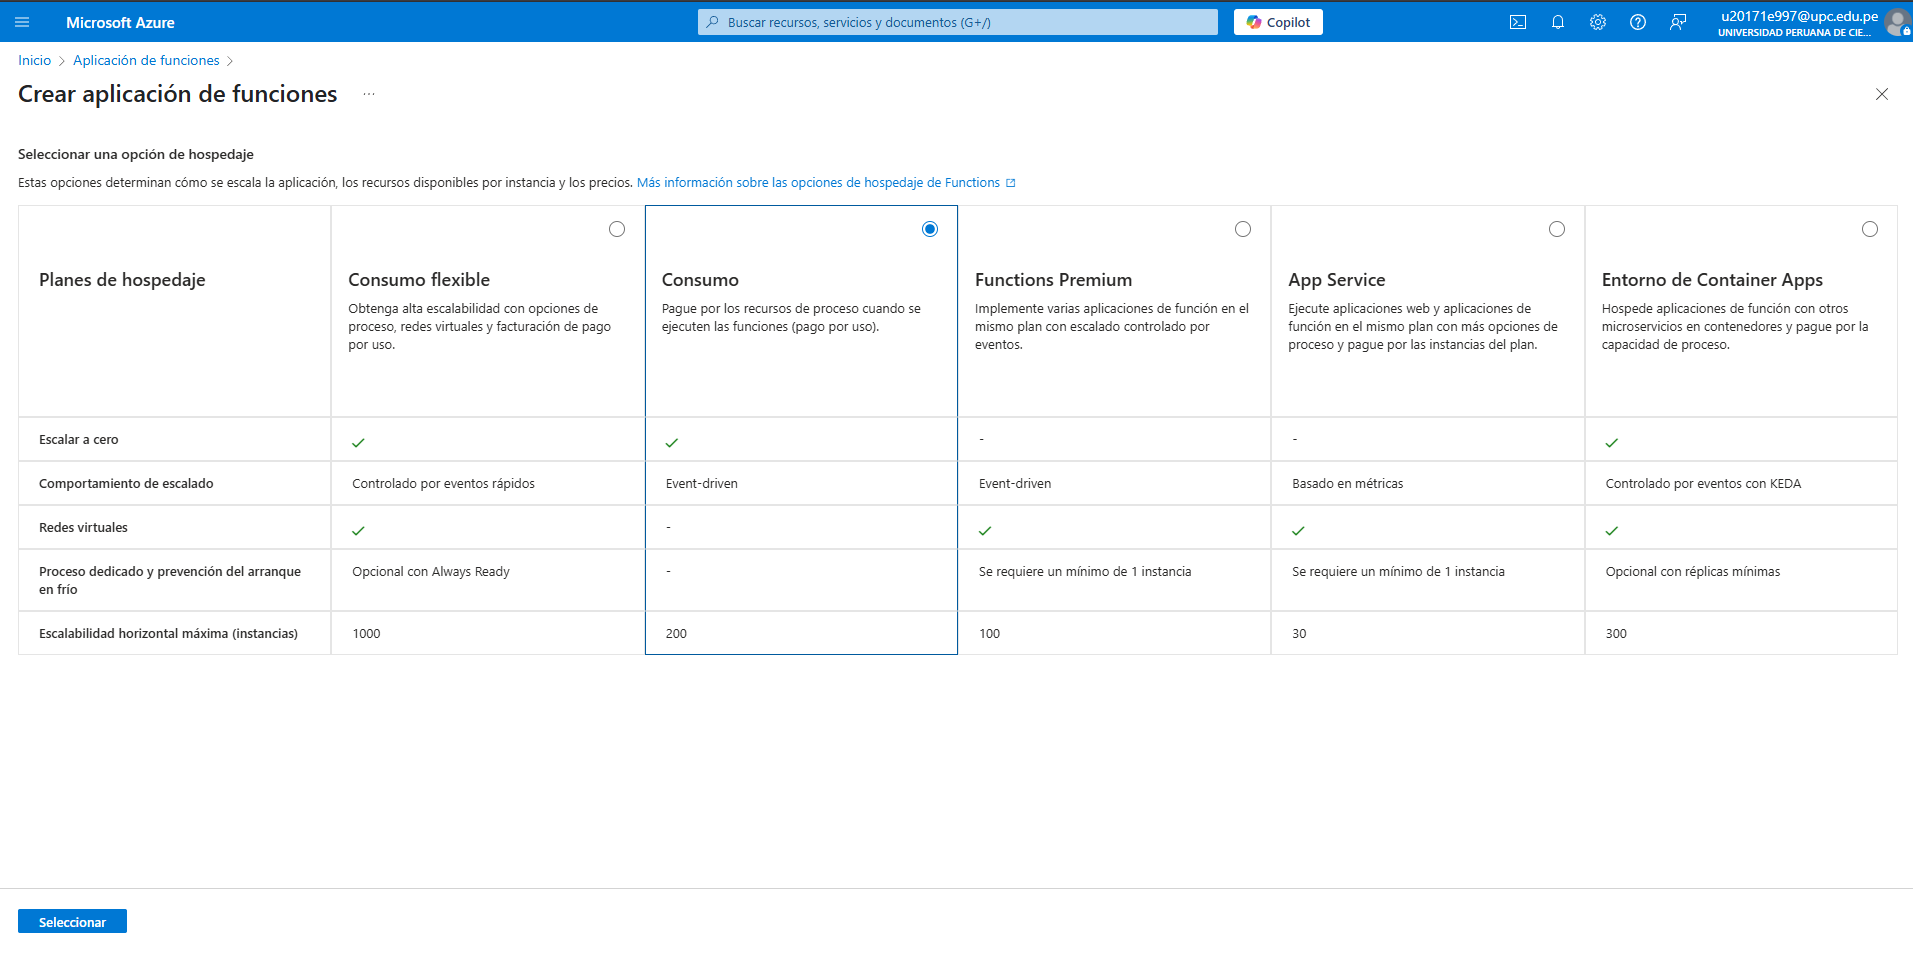 Microsoft Azure
Buscar recursos, servicios y documentos (G+/)
Copilot
u20171e997@upc.edu.pe
UNIVERSIDAD PERUANA DE CIE...
Inicio > Aplicación de funciones >
Crear aplicación de funciones ...
Seleccionar una opción de hospedaje
Estas opciones determinan cómo se escala la aplicación, los recursos disponibles por instancia y los precios. Más información sobre las opciones de hospedaje de Functions
Planes de hospedaje
Consumo flexible
Obtenga alta escalabilidad con opciones de
proceso, redes virtuales y facturación de pago
por uso.
Consumo
Pague por los recursos de proceso cuando se
ejecuten las funciones (pago por uso).
Functions Premium
Implemente varias aplicaciones de función en el
mismo plan con escalado controlado por
eventos.
App Service
Ejecute aplicaciones web y aplicaciones de
función en el mismo plan con más opciones de
proceso y pague por las instancias del plan.
Entorno de Container Apps
Hospede aplicaciones de función con otros
microservicios en contenedores y pague por la
capacidad de proceso.
Escalar a cero
-
-
Comportamiento de escalado
Controlado por eventos rápidos
Event-driven
Event-driven
Basado en métricas
Controlado por eventos con KEDA
Redes virtuales
-
Proceso dedicado y prevención del arranque
en frío
Opcional con Always Ready
-
Se requiere un mínimo de 1 instancia
Se requiere un mínimo de 1 instancia
Opcional con réplicas mínimas
Escalabilidad horizontal máxima (instancias)
1000
200
100
30
300
Seleccionar